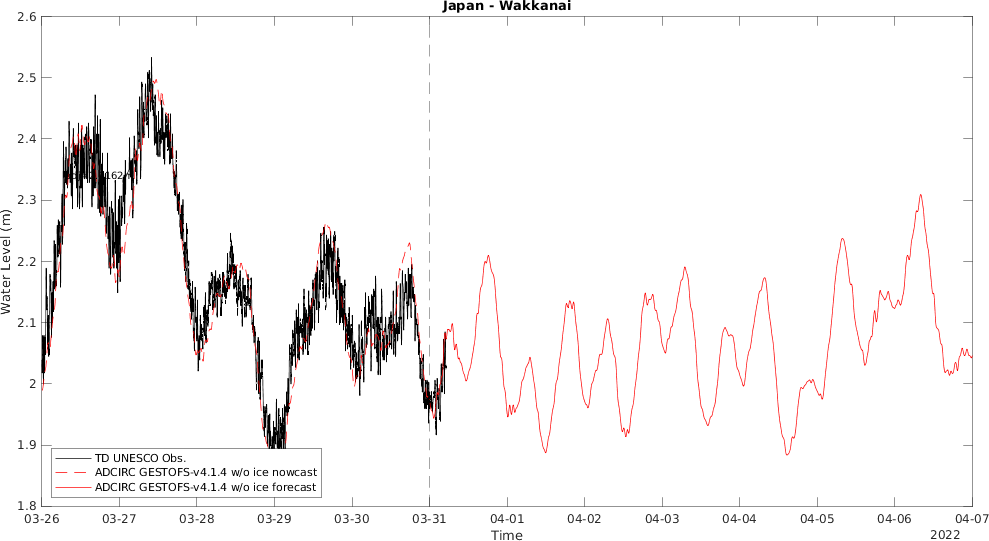 Japan - Wakkanai
2.6
2.5
2.4
2.3
2.2
2.1
2
1.9
1.8
Water Level (m)
TD UNESCO Obs.
ADCIRC GESTOFS-v4.1.4 w/o ice nowcast
ADCIRC GESTOFS-v4.1.4 w/o ice forecast
03-26 03-27 03-28 03-29 03-30 03-31 04-01 04-02 04-03 04-04 04-05 04-06 04-07
Time
2022